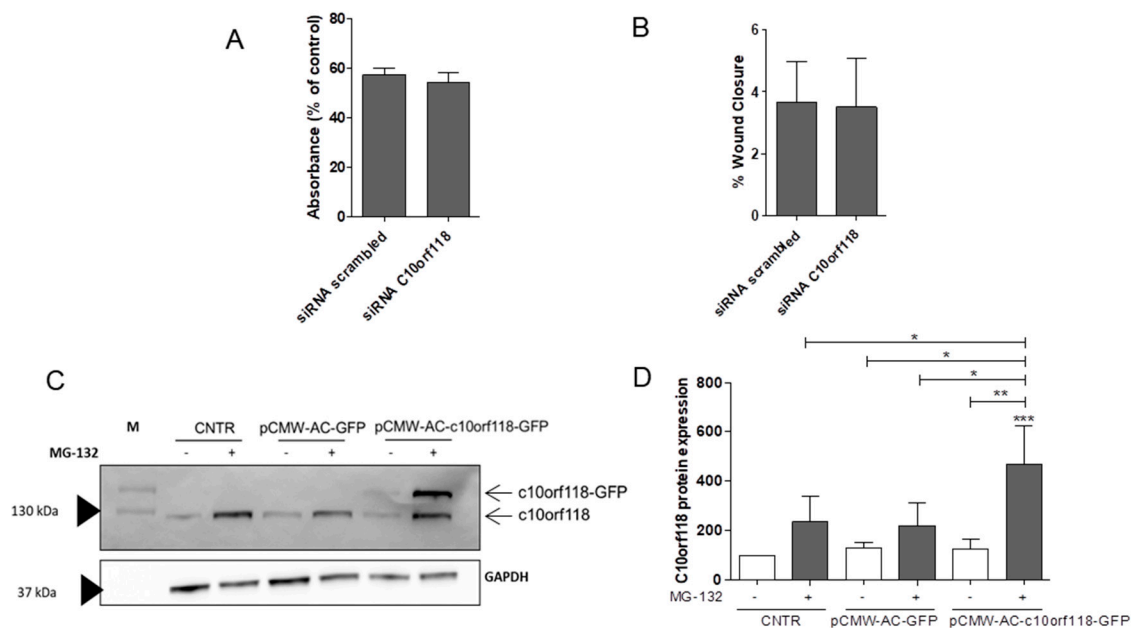 A
Absorbance (% of control)
80
60
40
20
0
siRNA scrambled
siRNA C10orf118
B
% Wound Closure
6
4
2
0
siRNA scrambled
siRNA C10orf118
C
M
CNTR
pCMW-AC-GFP
pCMW-AC-c10orf118-GFP
MG-132
- + - + - +
130 kDa
c10orf118-GFP
c10orf118
37 kDa
GAPDH
D
*
*
*
**
***
C10orf118 protein expression
800
600
400
200
0
MG-132
- + - + - +
CNTR
pCMW-AC-GFP
pCMW-AC-c10orf118-GFP